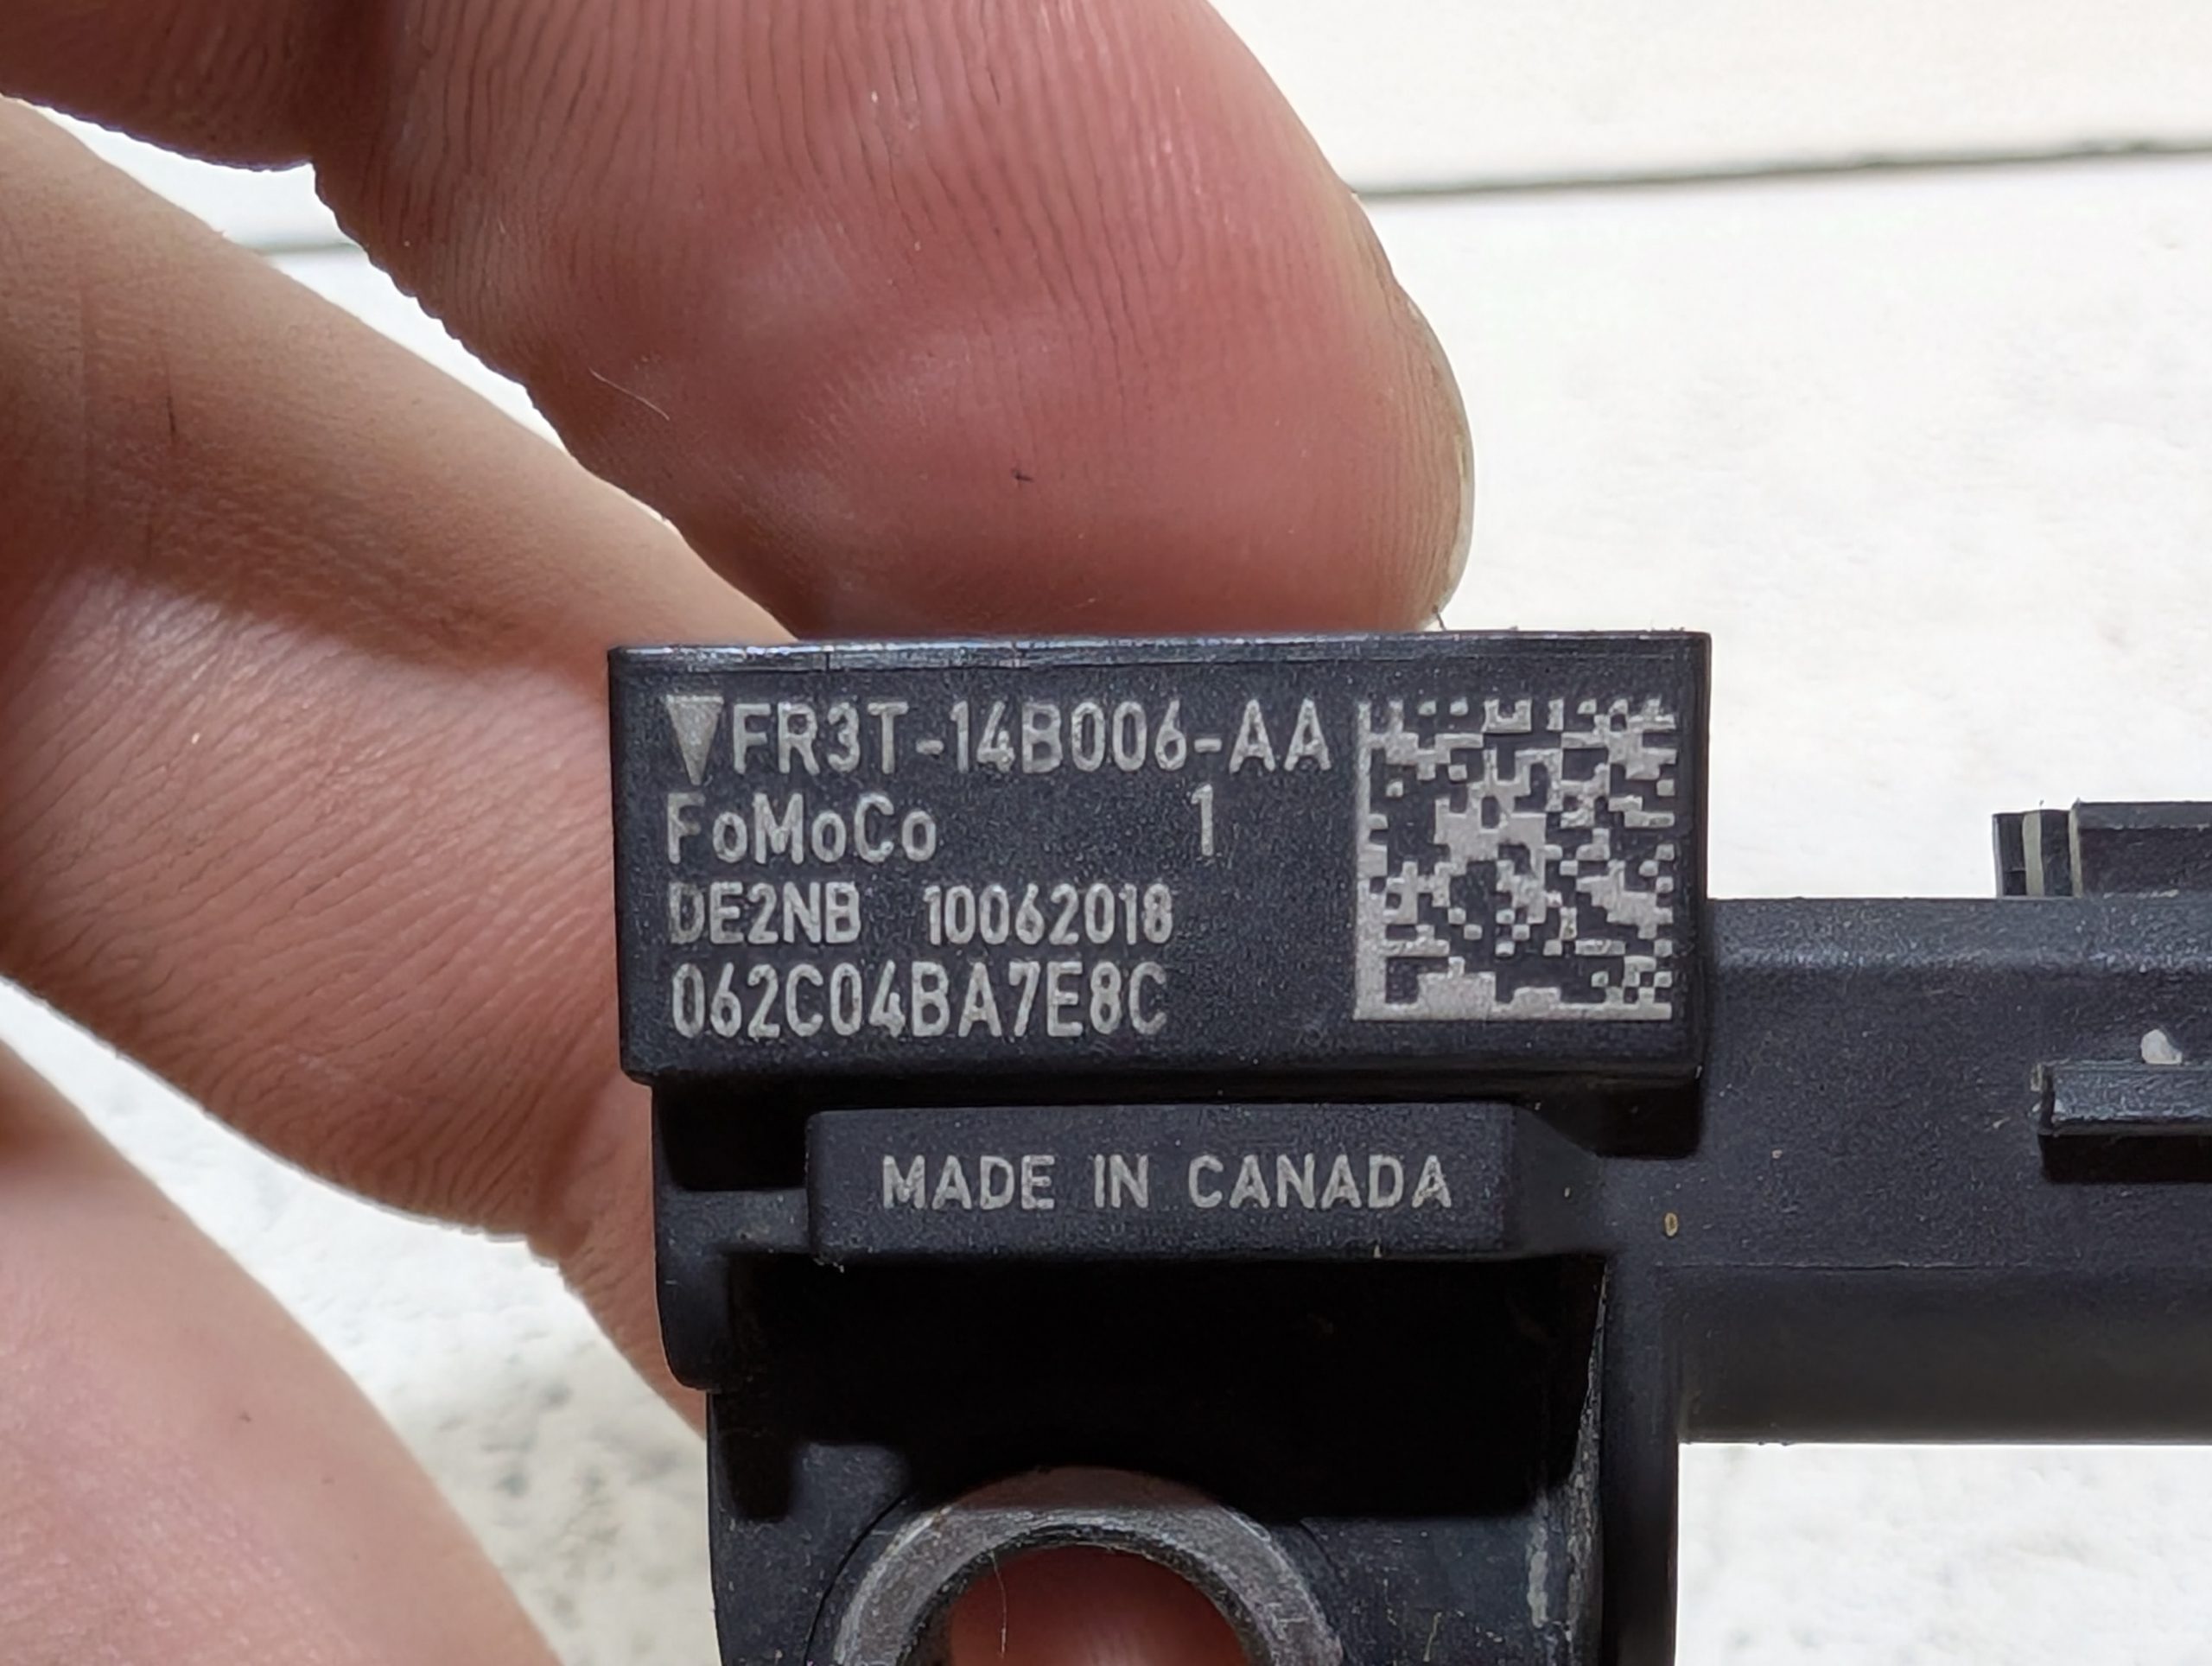 ▼FR3T-14B006-AA
FoMoCo 1
DE2NB 10062018
062C04BA7E8C
MADE IN CANADA